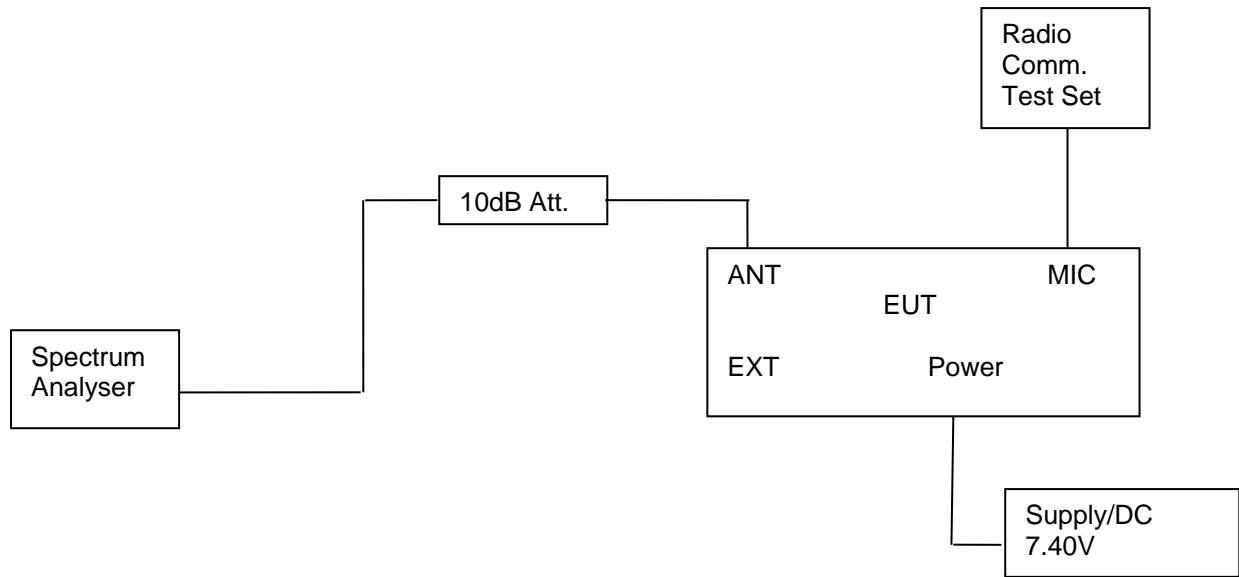 Radio
Comm.
Test Set
10dB Att.
ANT
MIC
EUT
Spectrum
Analyser
EXT
Power
Supply/DC
7.40V